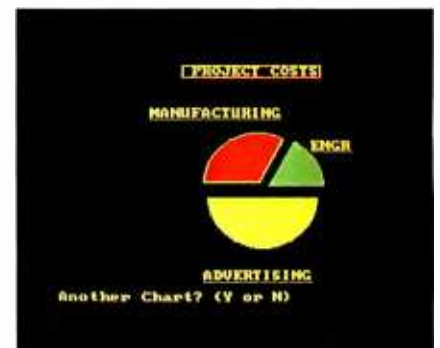 PROJECT COSTS
MANUFACTURING
ENGR
ADVERTISING
Another Chart? (Y or N)